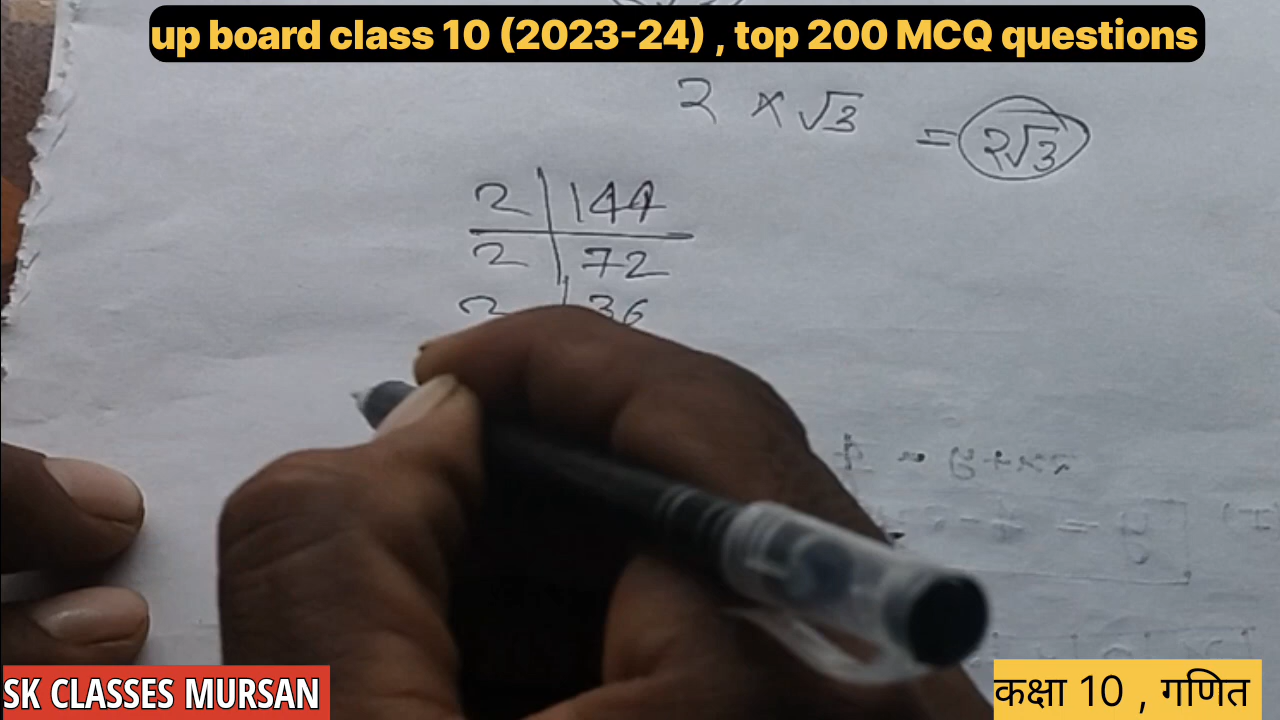 up board class 10 (2023-24) , top 200 MCQ questions
2 × √3 = 2√3
2 | 144
2 | 72
2 | 36
SK CLASSES MURSAN
कक्षा 10 , गणित